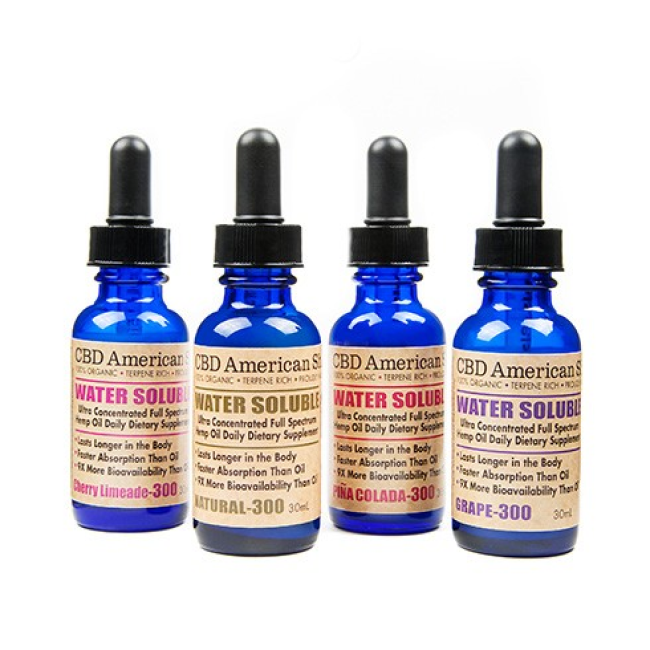 CBD American
100% ORGANIC • TERPENE RICH •
WATER SOLUBLE
Ultra Concentrated Full Spectrum
Hemp Oil Daily Dietary Supplement
• Lasts Longer in the Body
• Faster Absorption Than Oil
• 9X More Bioavailability Than
Cherry Limeade-300
CBD American
100% ORGANIC • TERPENE RICH •
WATER SOLUBLE
Ultra Concentrated Full Spectrum
Hemp Oil Daily Dietary Supplement
• Lasts Longer in the Body
• Faster Absorption Than Oil
• 9X More Bioavailability Than
NATURAL-300 30mL
CBD American
100% ORGANIC • TERPENE RICH •
WATER SOLUBLE
Ultra Concentrated Full Spectrum
Hemp Oil Daily Dietary Supplement
• Lasts Longer in the Body
• Faster Absorption Than Oil
• 9X More Bioavailability Than
PIÑA COLADA-300
CBD American
100% ORGANIC • TERPENE RICH •
WATER SOLUBLE
Ultra Concentrated Full Spectrum
Hemp Oil Daily Dietary Supplement
• Lasts Longer in the Body
• Faster Absorption Than Oil
• 9X More Bioavailability Than
GRAPE-300 30mL